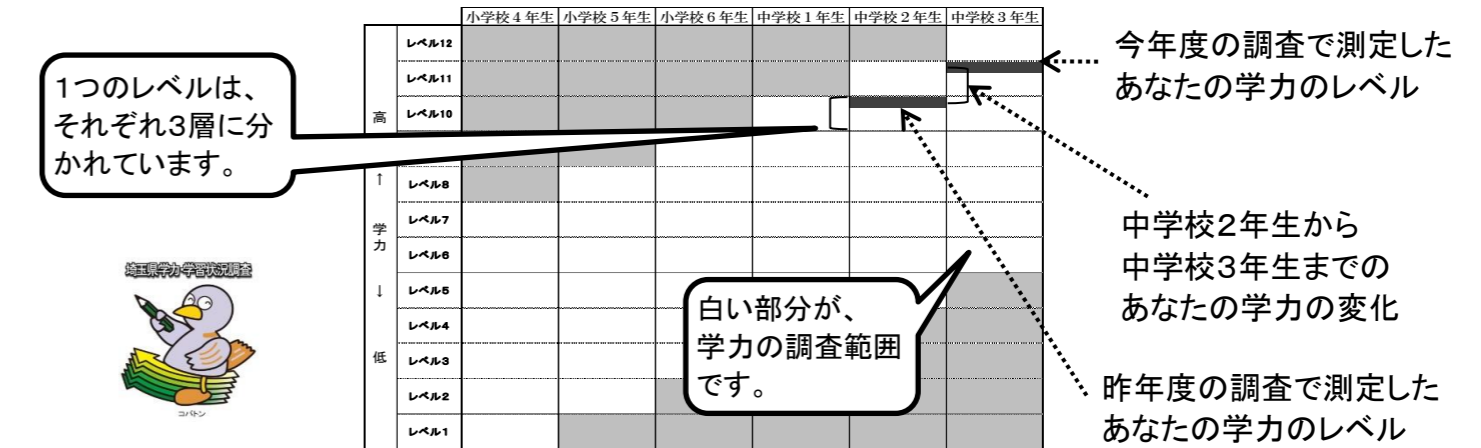 小学校4年生 小学校5年生 小学校6年生 中学校1年生 中学校2年生 中学校3年生
レベル12
レベル11
レベル10
レベル8
レベル7
レベル6
レベル5
レベル4
レベル3
レベル2
レベル1
高
↑
学
力
↓
低
1つのレベルは、
それぞれ3層に分
かれています。
白い部分が、
学力の調査範囲
です。
今年度の調査で測定した
あなたの学力のレベル
中学校2年生から
中学校3年生までの
あなたの学力の変化
昨年度の調査で測定した
あなたの学力のレベル
埼玉県学力・学習状況調査
コバトン